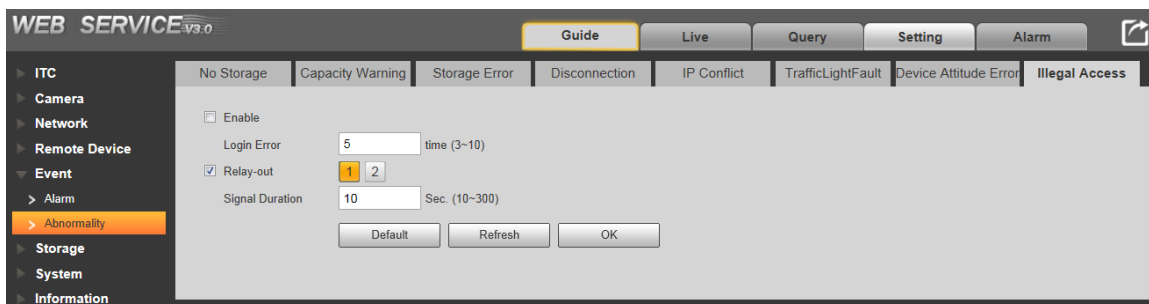 WEB SERVICE V3.0
Guide Live Query Setting Alarm
ITC
Camera
Network
Remote Device
Event
Alarm
Abnormality
Storage
System
Information
No Storage Capacity Warning Storage Error Disconnection IP Conflict TrafficLightFault Device Attitude Error Illegal Access
Enable
Login Error 5 time (3~10)
Relay-out 1 2
Signal Duration 10 Sec. (10~300)
Default Refresh OK